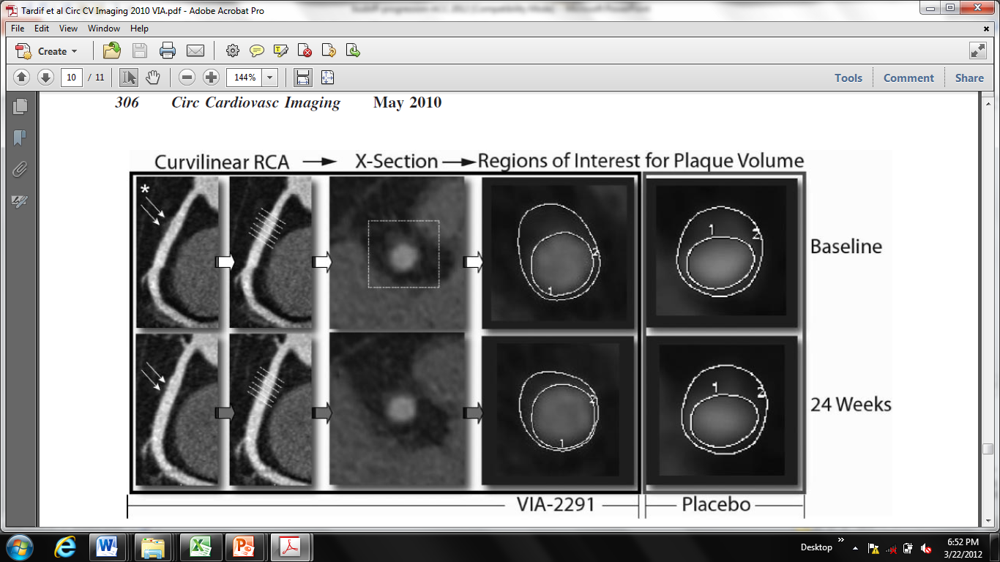 Tardif et al Circ CV Imaging 2010 VIA.pdf - Adobe Acrobat Pro
File Edit View Window Help
Create
10 / 11 144% Tools Comment Share
306 Circ Cardiovasc Imaging May 2010
Curvilinear RCA X-Section Regions of Interest for Plaque Volume
*
1 2
2 1
Baseline
1 2
2 1
24 Weeks
VIA-2291 Placebo
Desktop
6:52 PM
3/22/2012